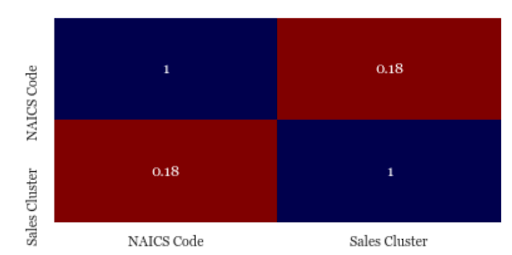 NAICS Code
1
0.18
Sales Cluster
0.18
1
NAICS Code
Sales Cluster